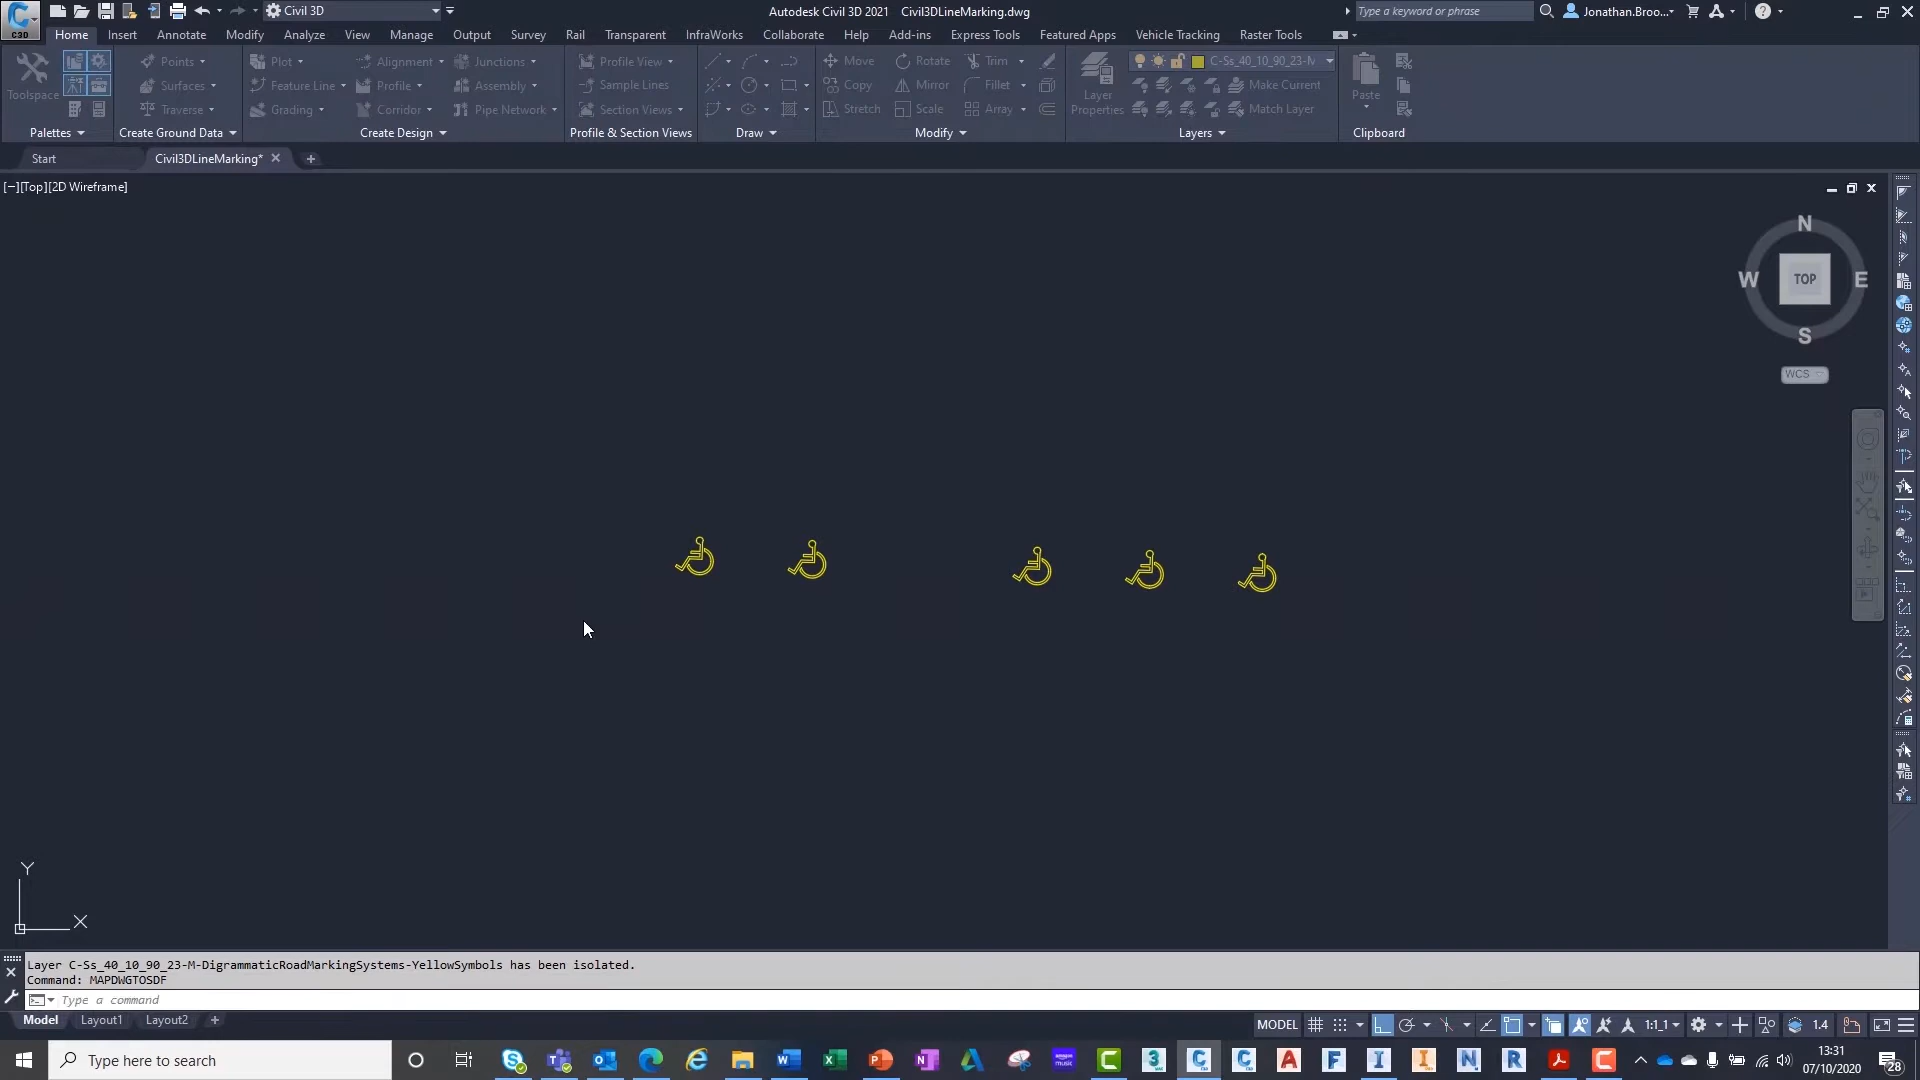 C3D
Civil 3D
Autodesk Civil 3D 2021 Civil3DLineMarking.dwg
Type a keyword or phrase
Jonathan.Broo...
Home Insert Annotate Modify Analyze View Manage Output Survey Rail Transparent InfraWorks Collaborate Help Add-ins Express Tools Featured Apps Vehicle Tracking Raster Tools
Toolspace
Points
Surfaces
Traverse
Plot
Feature Line
Grading
Alignment
Profile
Corridor
Junctions
Assembly
Pipe Network
Profile View
Sample Lines
Section Views
Move
Copy
Stretch
Rotate
Mirror
Scale
Trim
Fillet
Array
Layer
Properties
C-Ss_40_10_90_23-M
Make Current
Match Layer
Paste
Palettes Create Ground Data Create Design Profile & Section Views Draw Modify Layers Clipboard
Start Civil3DLineMarking*
[−][Top][2D Wireframe]
N
W TOP E
S
WCS
Y
X
Layer C-Ss_40_10_90_23-M-DigrammaticRoadMarkingSystems-YellowSymbols has been isolated.
Command: MAPDWGTOSDF
Type a command
Model Layout1 Layout2
MODEL 1:1_1 1.4
Type here to search
13:31
07/10/2020
28